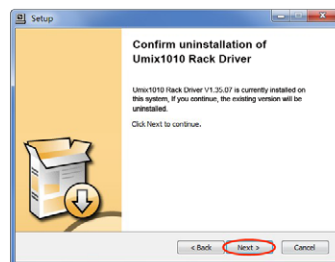 Setup
Confirm uninstallation of
Umix1010 Rack Driver
Umix1010 Rack Driver V1.35.07 is currently installed on
this system, If you continue, the existing version will be
uninstalled.
Click Next to continue.
< Back
Next >
Cancel